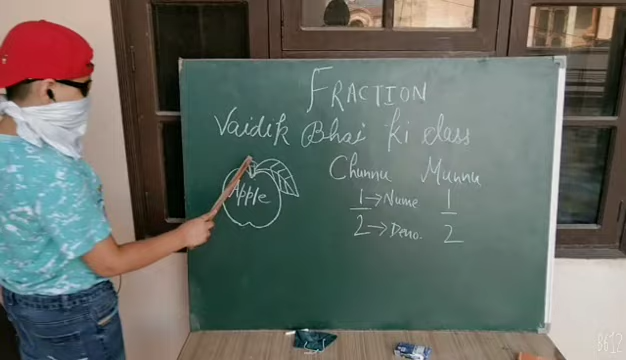 FRACTION
Vaidik Bhai ki class
Chunnu Munnu
Apple
1 → Nume 1
2 → Deno. 2